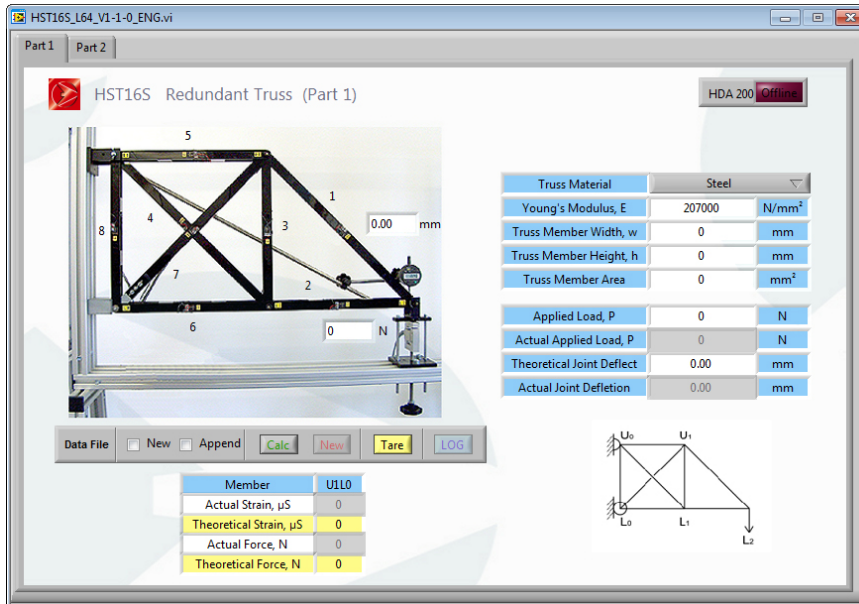 HST16S_L64_V1-1-0_ENG.vi
Part 1 Part 2
HST16S Redundant Truss (Part 1)
HDA 200 Offline
5
1
4
3
8
0.00 mm
7
2
6
0 N
Truss Material Steel
Young's Modulus, E 207000 N/mm²
Truss Member Width, w 0 mm
Truss Member Height, h 0 mm
Truss Member Area 0 mm²
Applied Load, P 0 N
Actual Applied Load, P 0 N
Theoretical Joint Deflect 0.00 mm
Actual Joint Defletion 0.00 mm
Data File New Append Calc New Tare LOG
Member U1L0
Actual Strain, µS 0
Theoretical Strain, µS 0
Actual Force, N 0
Theoretical Force, N 0
U₀ U₁
L₀ L₁
L₂